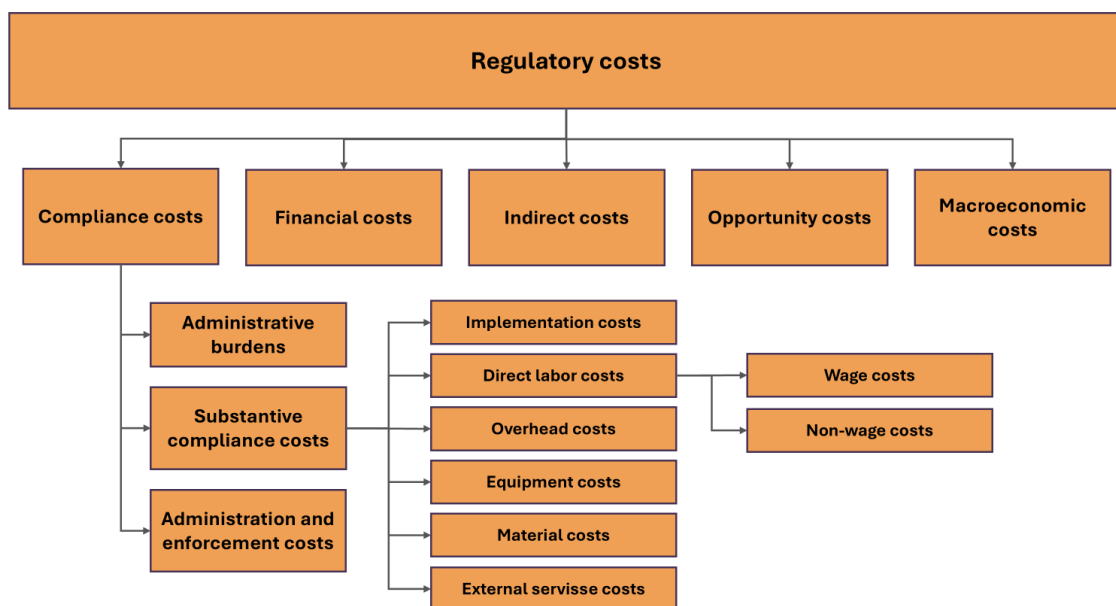 Regulatory costs
Compliance costs
Financial costs
Indirect costs
Opportunity costs
Macroeconomic
costs
Administrative
burdens
Substantive
compliance costs
Administration and
enforcement costs
Implementation costs
Direct labor costs
Overhead costs
Equipment costs
Material costs
External servisse costs
Wage costs
Non-wage costs